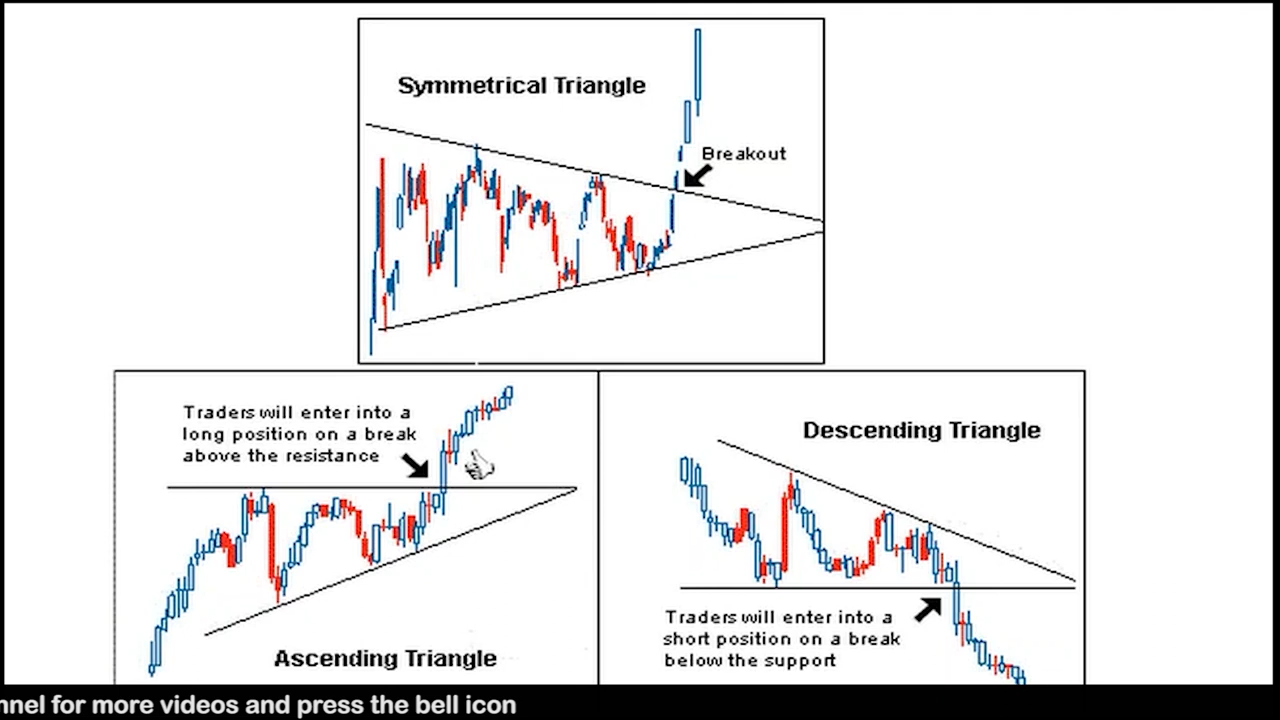 Symmetrical Triangle
Breakout
Traders will enter into a
long position on a break
above the resistance
Ascending Triangle
Descending Triangle
Traders will enter into a
short position on a break
below the support
for more videos and press the bell icon